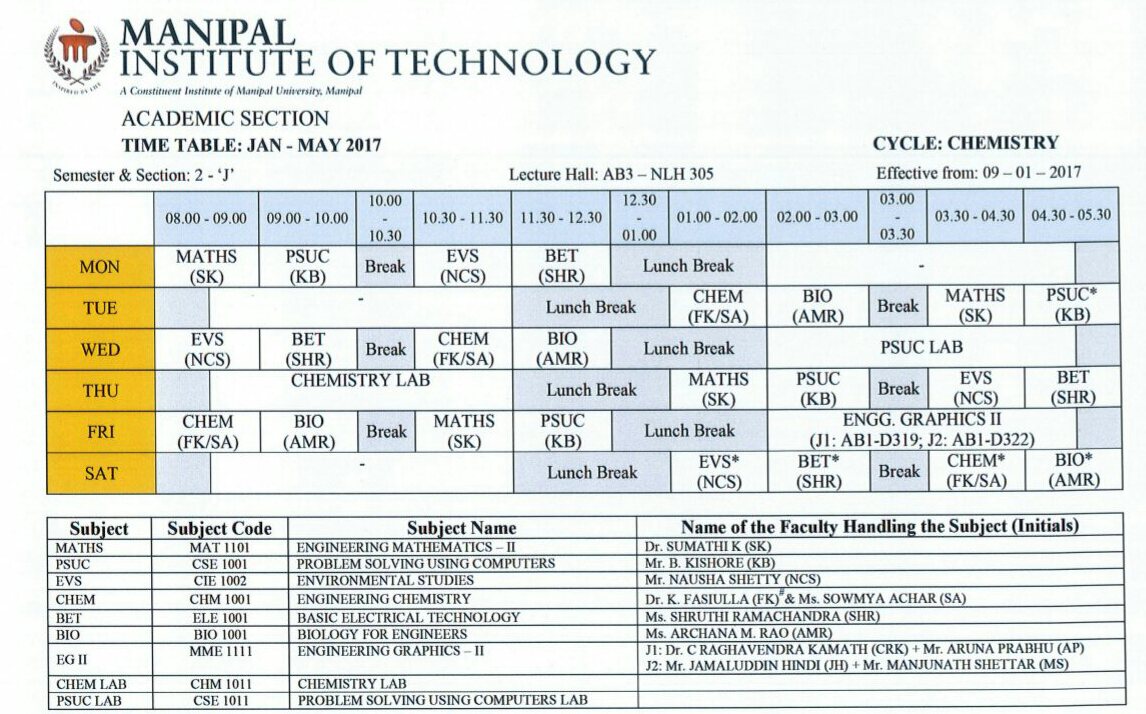 MANIPAL
INSTITUTE OF TECHNOLOGY
INSPIRED BY LIFE
A Constituent Institute of Manipal University, Manipal
ACADEMIC SECTION
TIME TABLE: JAN - MAY 2017
CYCLE: CHEMISTRY
Semester & Section: 2 - 'J'
Lecture Hall: AB3 – NLH 305
Effective from: 09 – 01 – 2017
08.00 - 09.00 09.00 - 10.00 10.00 - 10.30 10.30 - 11.30 11.30 - 12.30 12.30 - 01.00 01.00 - 02.00 02.00 - 03.00 03.00 - 03.30 03.30 - 04.30 04.30 - 05.30
MON MATHS (SK) PSUC (KB) Break EVS (NCS) BET (SHR) Lunch Break -
TUE - Lunch Break CHEM (FK/SA) BIO (AMR) Break MATHS (SK) PSUC* (KB)
WED EVS (NCS) BET (SHR) Break CHEM (FK/SA) BIO (AMR) Lunch Break PSUC LAB
THU CHEMISTRY LAB Lunch Break MATHS (SK) PSUC (KB) Break EVS (NCS) BET (SHR)
FRI CHEM (FK/SA) BIO (AMR) Break MATHS (SK) PSUC (KB) Lunch Break ENGG. GRAPHICS II (J1: AB1-D319; J2: AB1-D322)
SAT - Lunch Break EVS* (NCS) BET* (SHR) Break CHEM* (FK/SA) BIO* (AMR)
Subject Subject Code Subject Name Name of the Faculty Handling the Subject (Initials)
MATHS MAT 1101 ENGINEERING MATHEMATICS – II Dr. SUMATHI K (SK)
PSUC CSE 1001 PROBLEM SOLVING USING COMPUTERS Mr. B. KISHORE (KB)
EVS CIE 1002 ENVIRONMENTAL STUDIES Mr. NAUSHA SHETTY (NCS)
CHEM CHM 1001 ENGINEERING CHEMISTRY Dr. K. FASIULLA (FK)# & Ms. SOWMYA ACHAR (SA)
BET ELE 1001 BASIC ELECTRICAL TECHNOLOGY Ms. SHRUTHI RAMACHANDRA (SHR)
BIO BIO 1001 BIOLOGY FOR ENGINEERS Ms. ARCHANA M. RAO (AMR)
EG II MME 1111 ENGINEERING GRAPHICS – II J1: Dr. C RAGHAVENDRA KAMATH (CRK) + Mr. ARUNA PRABHU (AP)
J2: Mr. JAMALUDDIN HINDI (JH) + Mr. MANJUNATH SHETTAR (MS)
CHEM LAB CHM 1011 CHEMISTRY LAB
PSUC LAB CSE 1011 PROBLEM SOLVING USING COMPUTERS LAB